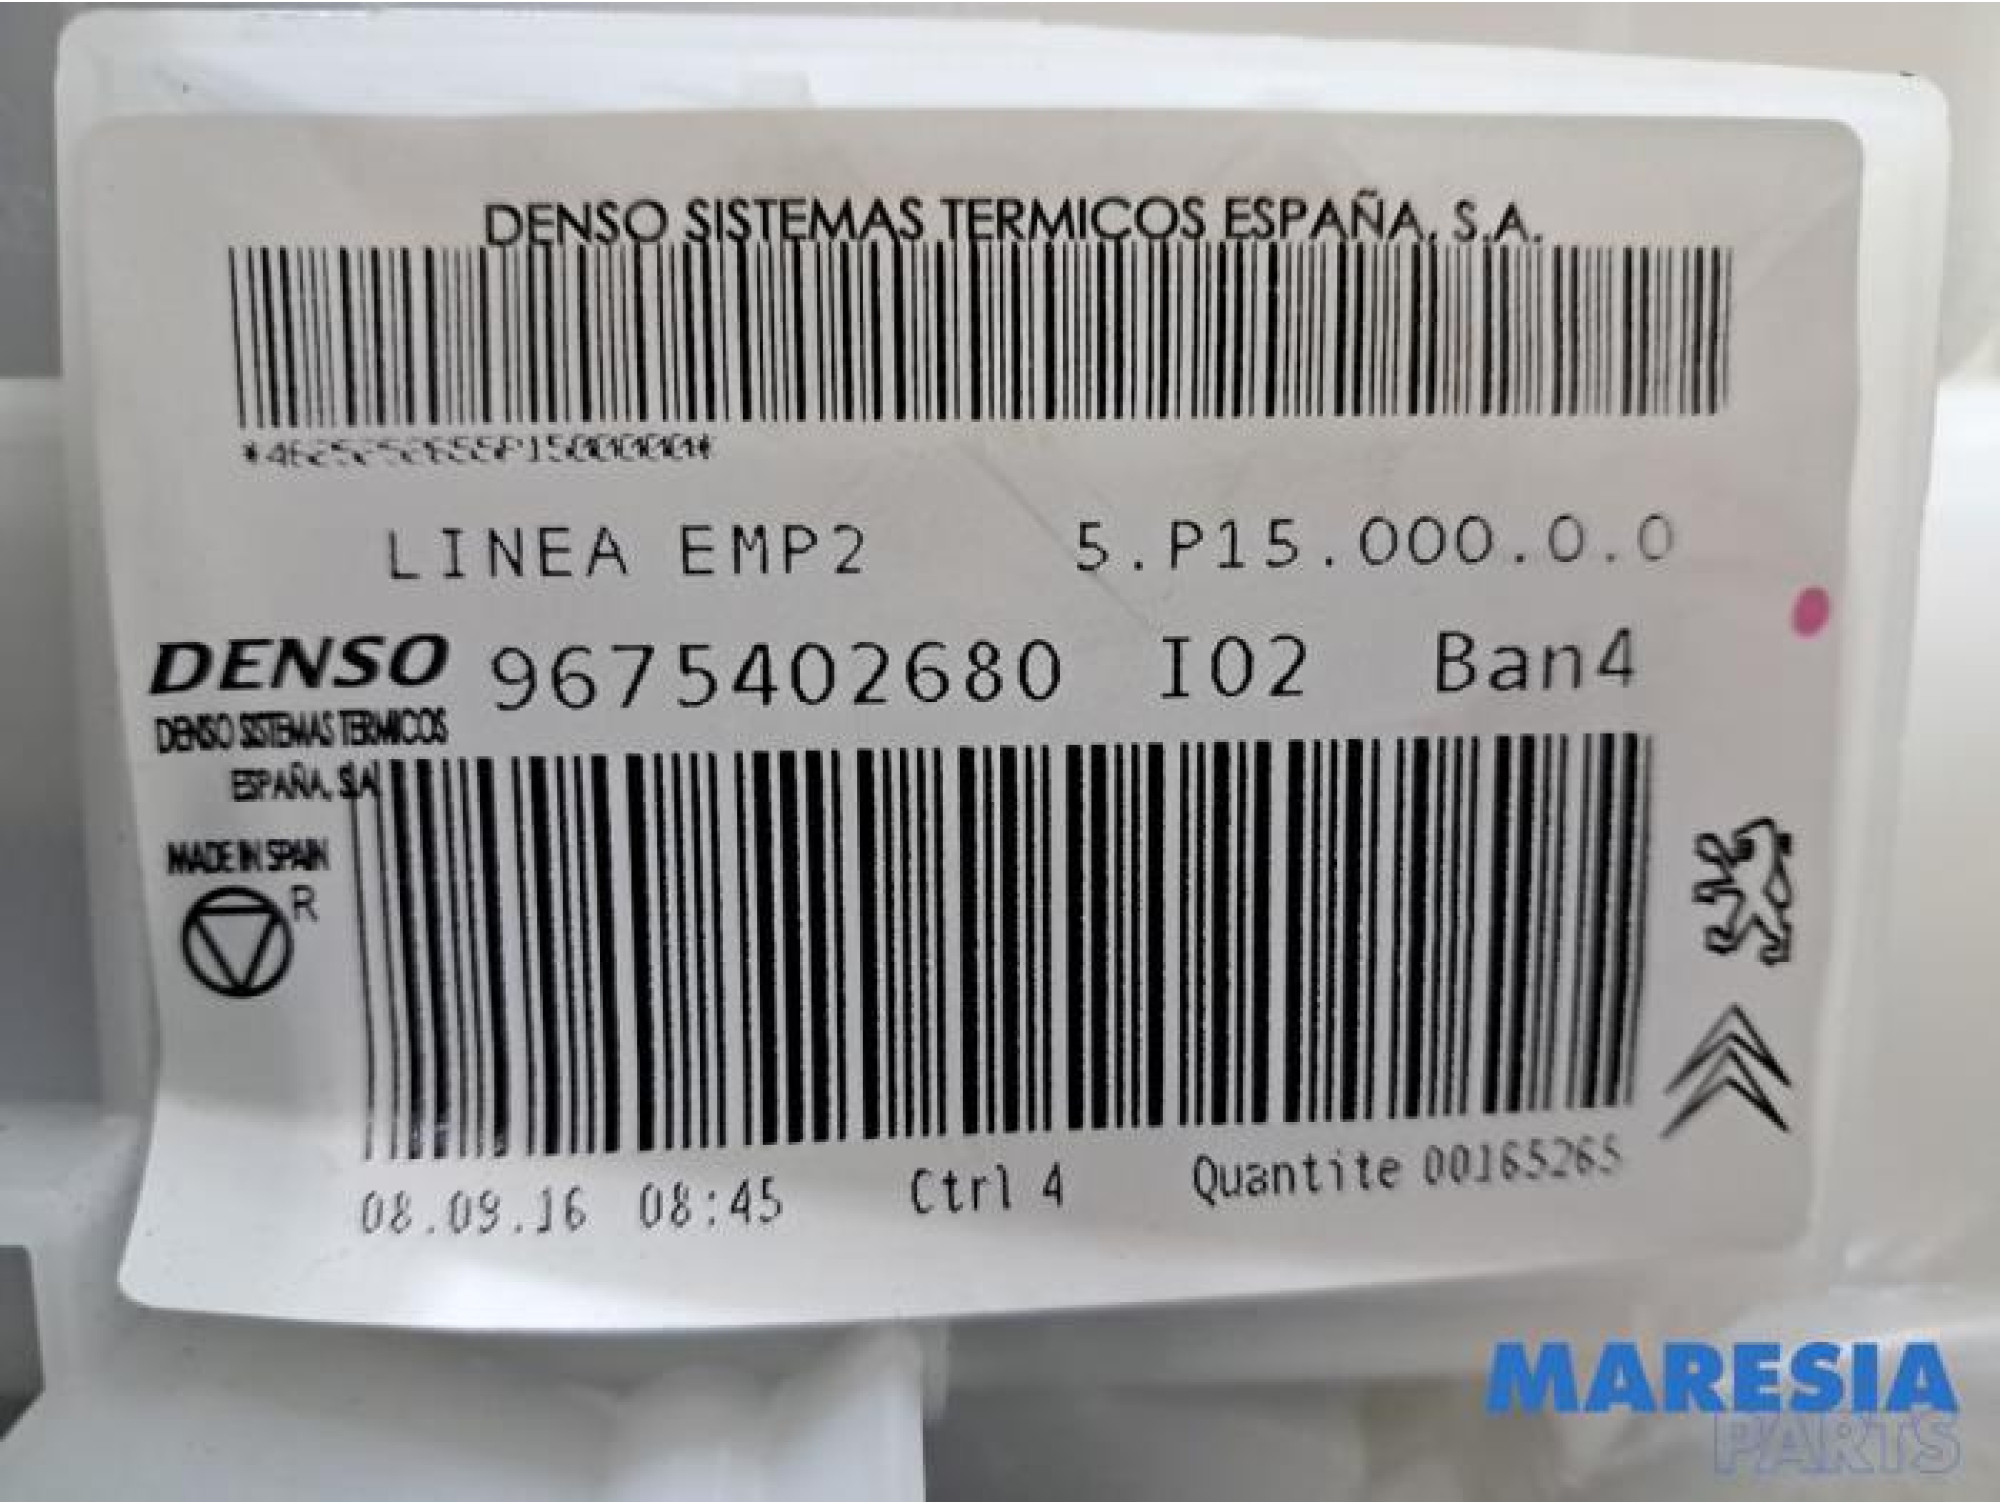 DENSO SISTEMAS TERMICOS ESPAÑA, S.A.
LINEA EMP2 5.P15.000.0.0
DENSO 9675402680 I02 Ban4
DENSO SISTEMAS TERMICOS
ESPAÑA, S.A
MADE IN SPAIN
R
08.09.16 08:45 Ctrl 4 Quantite 00165265
MARESIA
PARTS